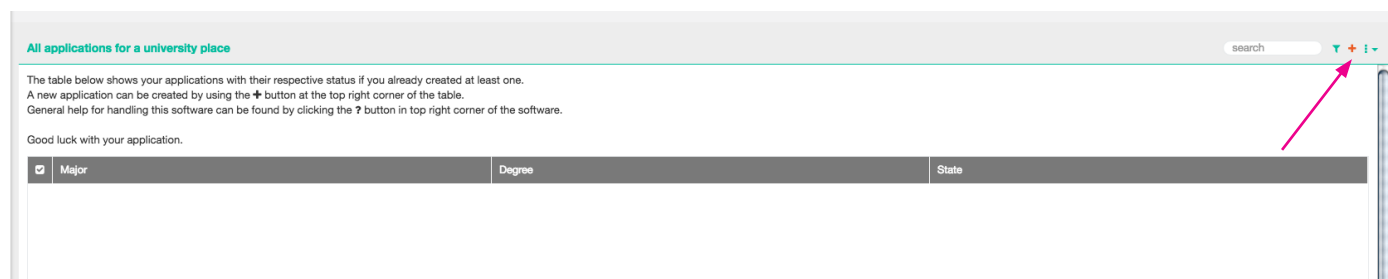 All applications for a university place
search
The table below shows your applications with their respective status if you already created at least one.
A new application can be created by using the + button at the top right corner of the table.
General help for handling this software can be found by clicking the ? button in top right corner of the software.
Good luck with your application.
Major Degree State